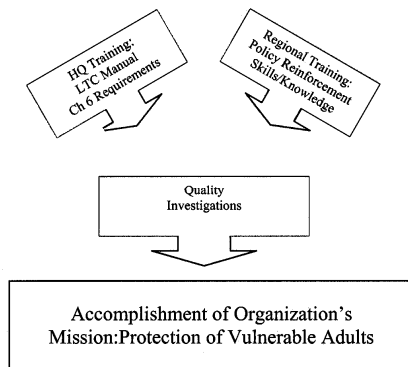 HQ Training:
LTC Manual
Ch 6 Requirements
Regional Training:
Policy Reinforcement
Skills/Knowledge
Quality
Investigations
Accomplishment of Organization's
Mission:Protection of Vulnerable Adults